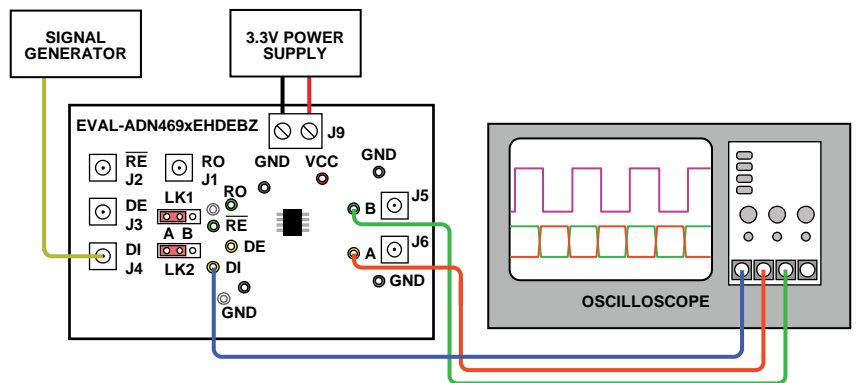 SIGNAL
GENERATOR
3.3V POWER
SUPPLY
EVAL-ADN469xEHDEBZ
J9
RE
J2
RO
J1
GND
VCC
GND
DE
J3
LK1
A B
LK2
RO
RE
DE
DI
J4
DI
GND
B
J5
A
J6
GND
OSCILLOSCOPE